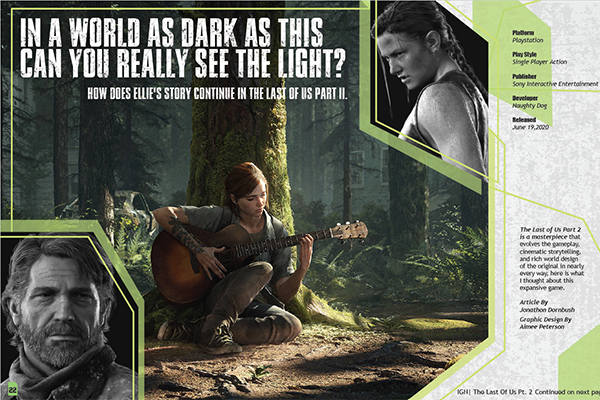 IN A WORLD AS DARK AS THIS
CAN YOU REALLY SEE THE LIGHT?
HOW DOES ELLIE'S STORY CONTINUE IN THE LAST OF US PART II.
Platform
Playstation
Play Style
Single Player Action
Publisher
Sony Interactive Entertainment
Developer
Naughty Dog
Released
June 19,2020
The Last of Us Part 2
is a masterpiece that
evolves the gameplay,
cinematic storytelling,
and rich world design
of the original in nearly
every way, here is what
I thought about this
expansive game.
Article By
Jonathon Dornbush
Graphic Design By
Aimee Peterson
22
IGN| The Last Of Us Pt. 2 Continued on next pag